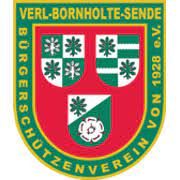 VERL-BORNHOLTE-SENDE
BÜRGERSCHÜTZENVEREIN VON 1928 e.V.